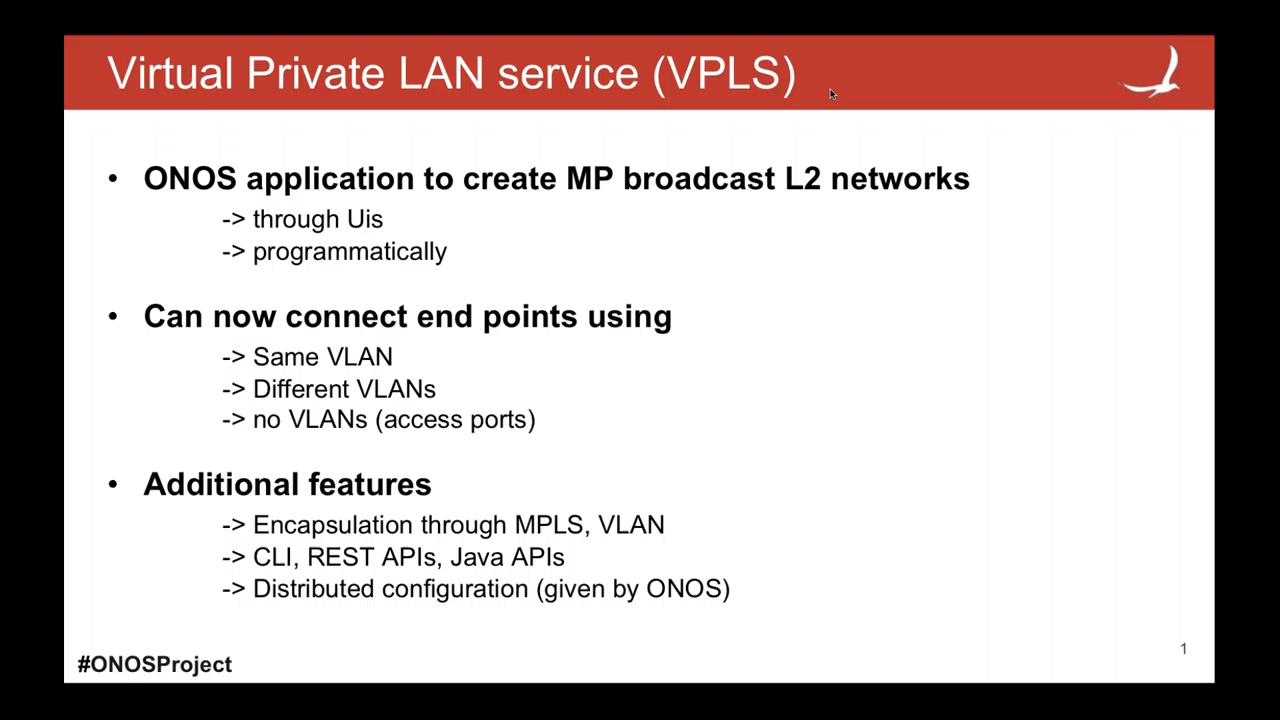 Virtual Private LAN service (VPLS)
• ONOS application to create MP broadcast L2 networks
-> through Uis
-> programmatically
• Can now connect end points using
-> Same VLAN
-> Different VLANs
-> no VLANs (access ports)
• Additional features
-> Encapsulation through MPLS, VLAN
-> CLI, REST APIs, Java APIs
-> Distributed configuration (given by ONOS)
1
#ONOSProject